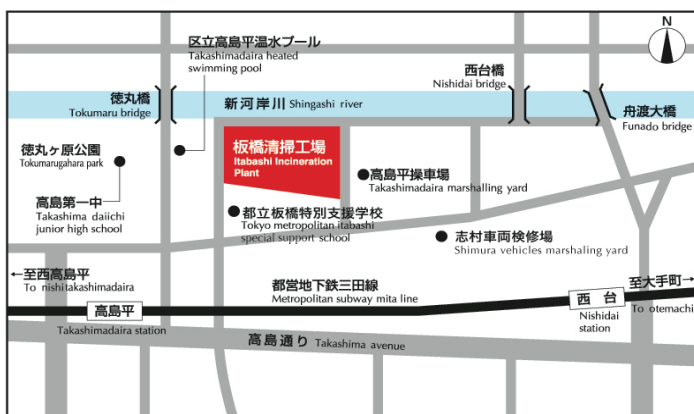 区立高島平温水プール
Takashimadaira heated
swimming pool
N
西台橋
Nishidai bridge
徳丸橋
Tokumaru bridge
新河岸川 Shingashi river
舟渡大橋
Funado bridge
徳丸ヶ原公園
Tokumarugahara park
板橋清掃工場
Itabashi Incineration
Plant
高島平操車場
Takashimadaira marshalling yard
高島第一中
Takashima daiichi
junior high school
都立板橋特別支援学校
Tokyo metropolitan itabashi
special support school
志村車両検修場
Shimura vehicles marshaling yard
←至西高島平
To nishitakashimadaira
都営地下鉄三田線
Metropolitan subway mita line
至大手町→
To otemachi
高島平
Takashimadaira station
西台
Nishidai
station
高島通り Takashima avenue